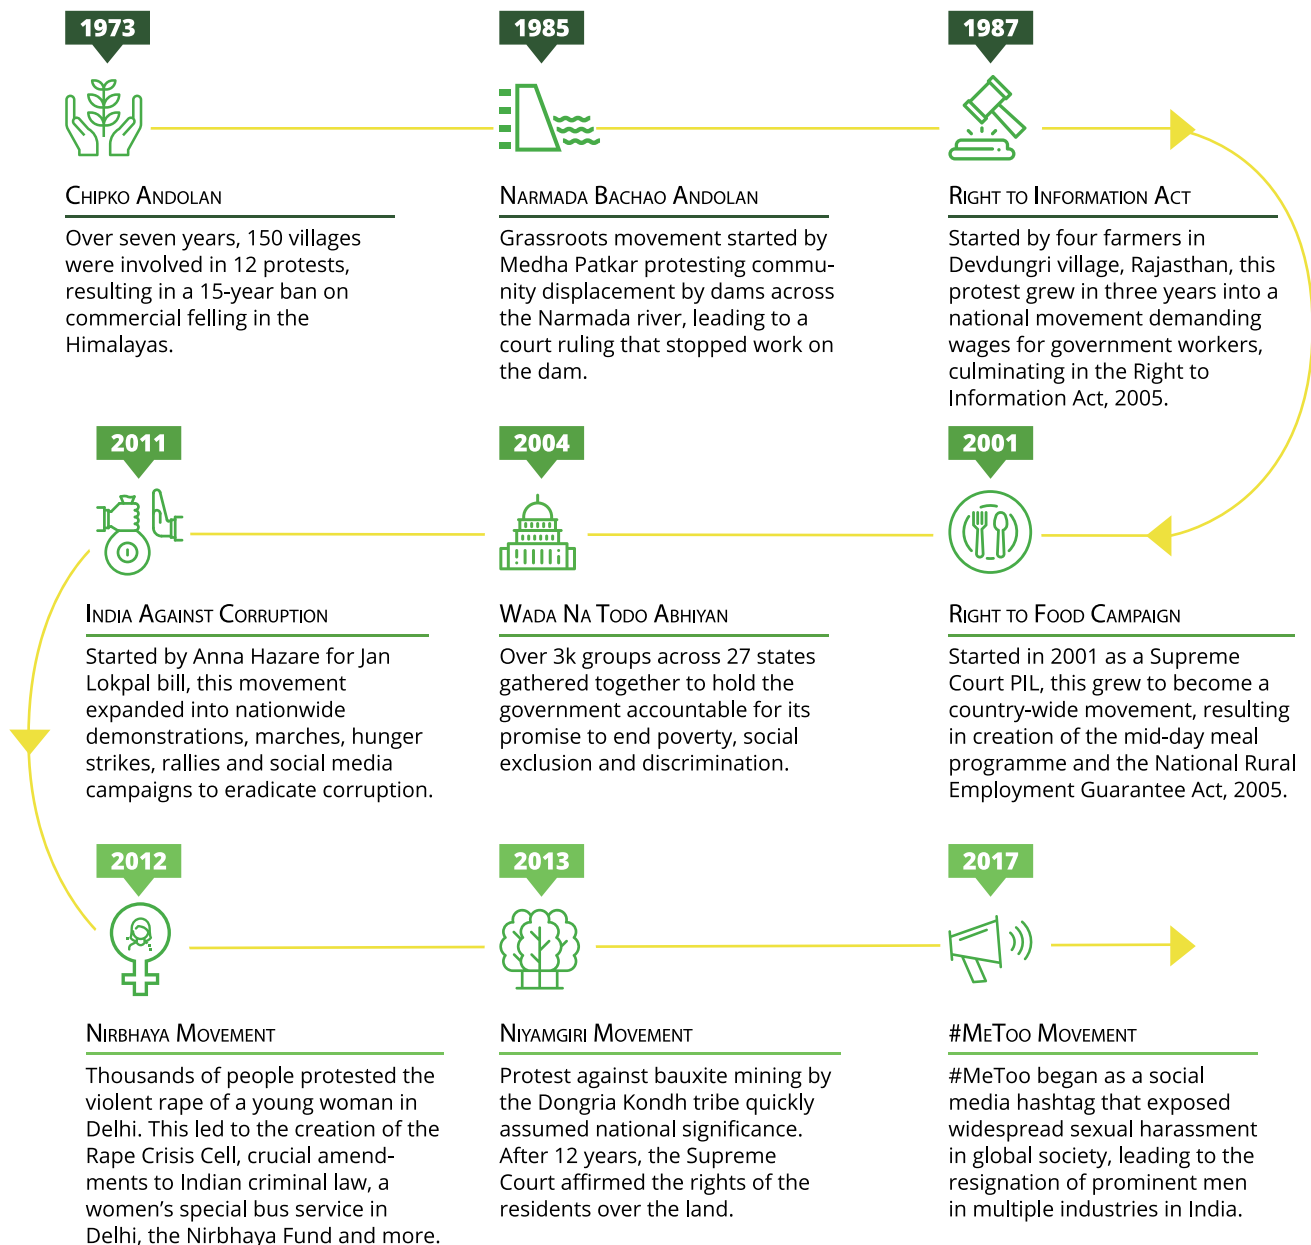 1973
CHIPKO ANDOLAN
Over seven years, 150 villages
were involved in 12 protests,
resulting in a 15-year ban on
commercial felling in the
Himalayas.
1985
NARMADA BACHAO ANDOLAN
Grassroots movement started by
Medha Patkar protesting commu-
nity displacement by dams across
the Narmada river, leading to a
court ruling that stopped work on
the dam.
1987
RIGHT TO INFORMATION ACT
Started by four farmers in
Devdungri village, Rajasthan, this
protest grew in three years into a
national movement demanding
wages for government workers,
culminating in the Right to
Information Act, 2005.
2001
RIGHT TO FOOD CAMPAIGN
Started in 2001 as a Supreme
Court PIL, this grew to become a
country-wide movement, resulting
in creation of the mid-day meal
programme and the National Rural
Employment Guarantee Act, 2005.
2004
WADA NA TODO ABHIYAN
Over 3k groups across 27 states
gathered together to hold the
government accountable for its
promise to end poverty, social
exclusion and discrimination.
2011
INDIA AGAINST CORRUPTION
Started by Anna Hazare for Jan
Lokpal bill, this movement
expanded into nationwide
demonstrations, marches, hunger
strikes, rallies and social media
campaigns to eradicate corruption.
2012
NIRBHAYA MOVEMENT
Thousands of people protested the
violent rape of a young woman in
Delhi. This led to the creation of the
Rape Crisis Cell, crucial amend-
ments to Indian criminal law, a
women's special bus service in
Delhi, the Nirbhaya Fund and more.
2013
NIYAMGIRI MOVEMENT
Protest against bauxite mining by
the Dongria Kondh tribe quickly
assumed national significance.
After 12 years, the Supreme
Court affirmed the rights of the
residents over the land.
2017
#METOO MOVEMENT
#MeToo began as a social
media hashtag that exposed
widespread sexual harassment
in global society, leading to the
resignation of prominent men
in multiple industries in India.